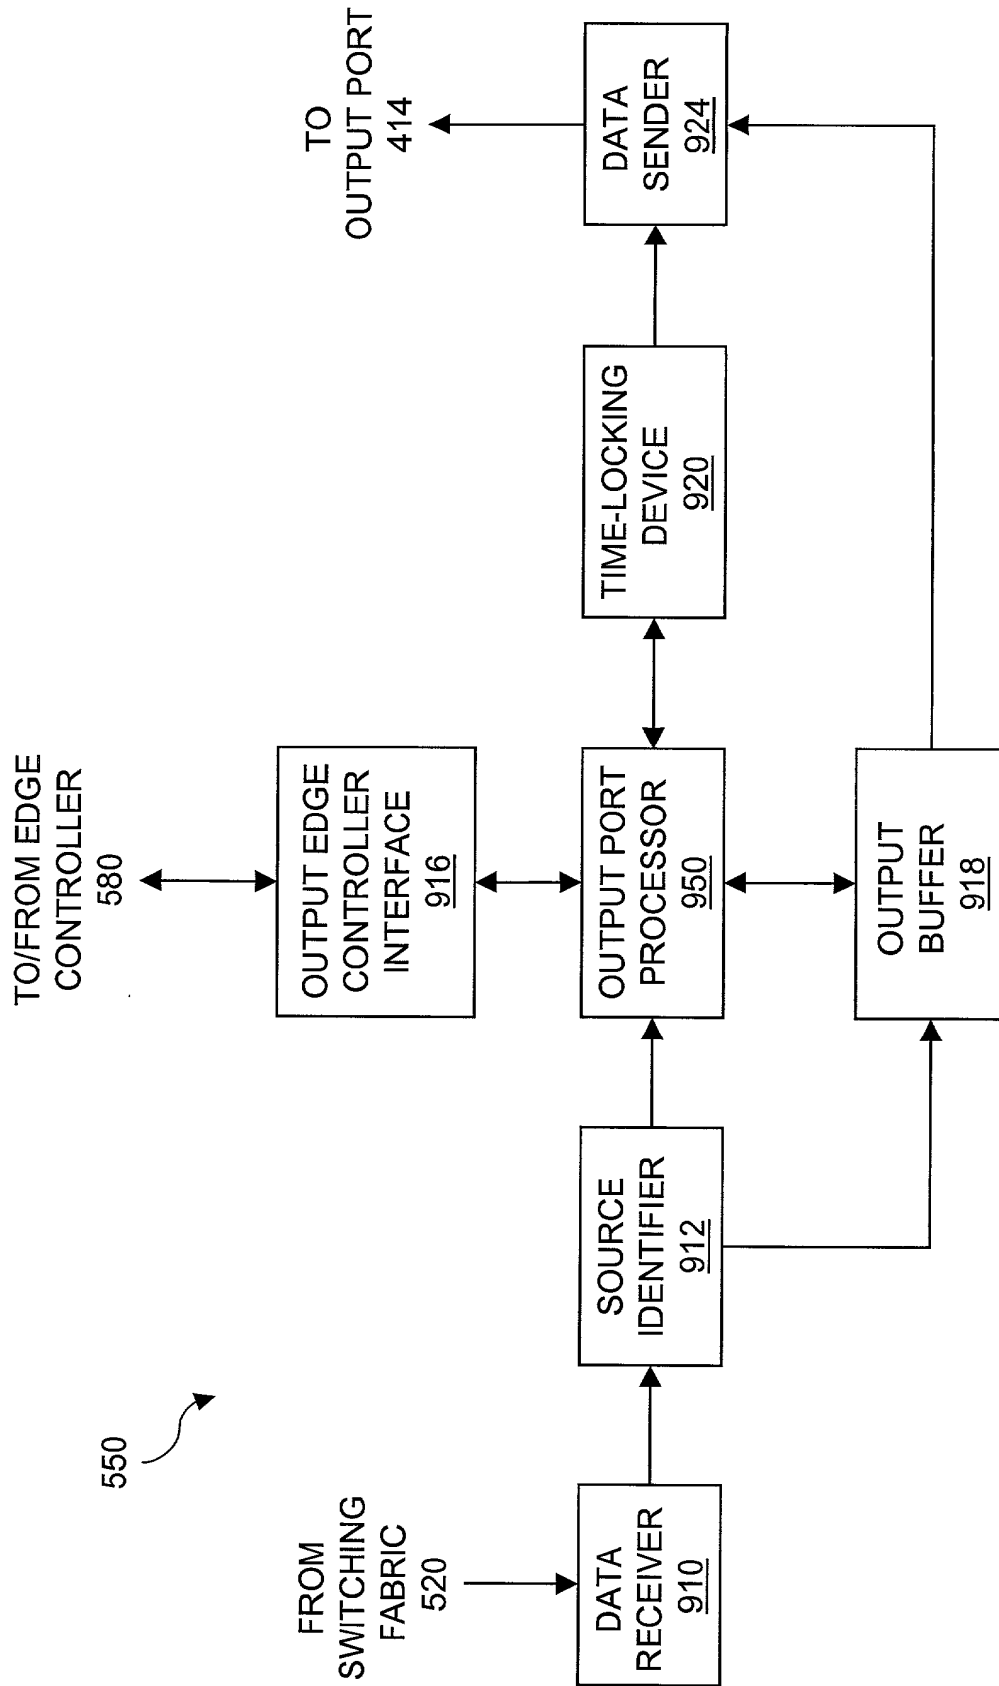 TO/FROM EDGE
CONTROLLER
580
TO
OUTPUT PORT
414
550
FROM
SWITCHING
FABRIC
520
OUTPUT EDGE
CONTROLLER
INTERFACE
916
DATA
RECEIVER
910
SOURCE
IDENTIFIER
912
OUTPUT PORT
PROCESSOR
950
TIME-LOCKING
DEVICE
920
DATA
SENDER
924
OUTPUT
BUFFER
918